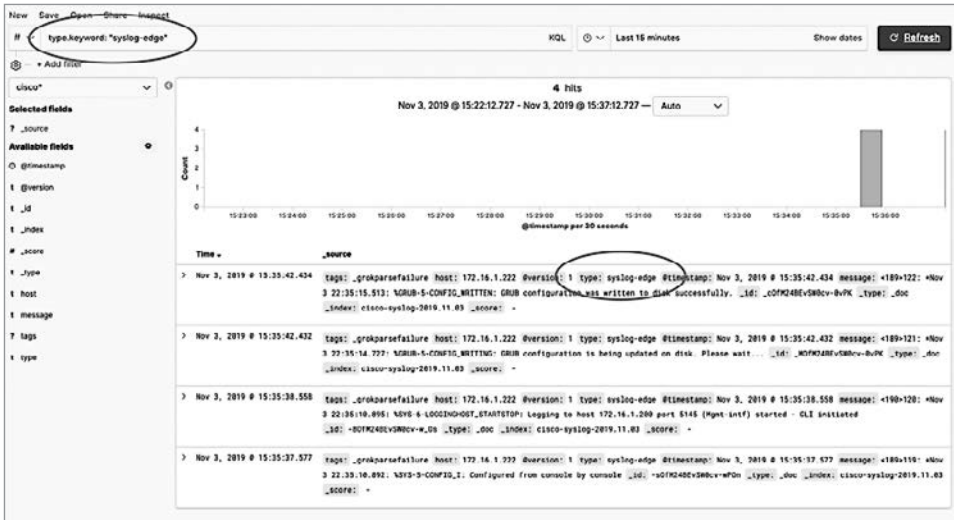 New Save Open Share Inspect
# type.keyword: "syslog-edge" KQL Last 15 minutes Show dates Refresh
+ Add filter
cisco*
4 hits
Selected fields
Nov 3, 2019 @ 15:22:12.727 - Nov 3, 2019 @ 15:37:12.727 — Auto
? _source
Available fields
@timestamp
t @version
t _id
t _index
# _score
t _type
t host
t message
? tags
t type
Count
4
3
2
1
0
15:23:00 15:24:00 15:25:00 15:26:00 15:27:00 15:28:00 15:29:00 15:30:00 15:31:00 15:32:00 15:33:00 15:34:00 15:35:00 15:36:00
@timestamp per 30 seconds
Time _source
> Nov 3, 2019 @ 15:35:42.434 tags: _grokparsefailure host: 172.16.1.222 @version: 1 type: syslog-edge @timestamp: Nov 3, 2019 @ 15:35:42.434 message: <189>122: *Nov
3 22:35:15.513: %GRUB-5-CONFIG_WRITTEN: GRUB configuration was written to disk successfully. _id: _type: _doc
_index: cisco-syslog-2019.11.03 _score: -
> Nov 3, 2019 @ 15:35:42.432 tags: _grokparsefailure host: 172.16.1.222 @version: 1 type: syslog-edge @timestamp: Nov 3, 2019 @ 15:35:42.432 message: <189>121: *Nov
3 22:35:14.727: %GRUB-5-CONFIG_WRITING: GRUB configuration is being updated on disk. Please wait... _id: _type: _doc
_index: cisco-syslog-2019.11.03 _score: -
> Nov 3, 2019 @ 15:35:38.558 tags: _grokparsefailure host: 172.16.1.222 @version: 1 type: syslog-edge @timestamp: Nov 3, 2019 @ 15:35:38.558 message: <190>120: *Nov
3 22:35:10.895: %SYS-6-LOGGINGHOST_STARTSTOP: Logging to host 172.16.1.200 port 5145 (Mgmt-intf) started - CLI initiated
_id: _type: _doc _index: cisco-syslog-2019.11.03 _score: -
> Nov 3, 2019 @ 15:35:37.577 tags: _grokparsefailure host: 172.16.1.222 @version: 1 type: syslog-edge @timestamp: Nov 3, 2019 @ 15:35:37.577 message: <189>119: *Nov
3 22:35:10.892: %SYS-5-CONFIG_I: Configured from console by console _id: _type: _doc _index: cisco-syslog-2019.11.03
_score: -